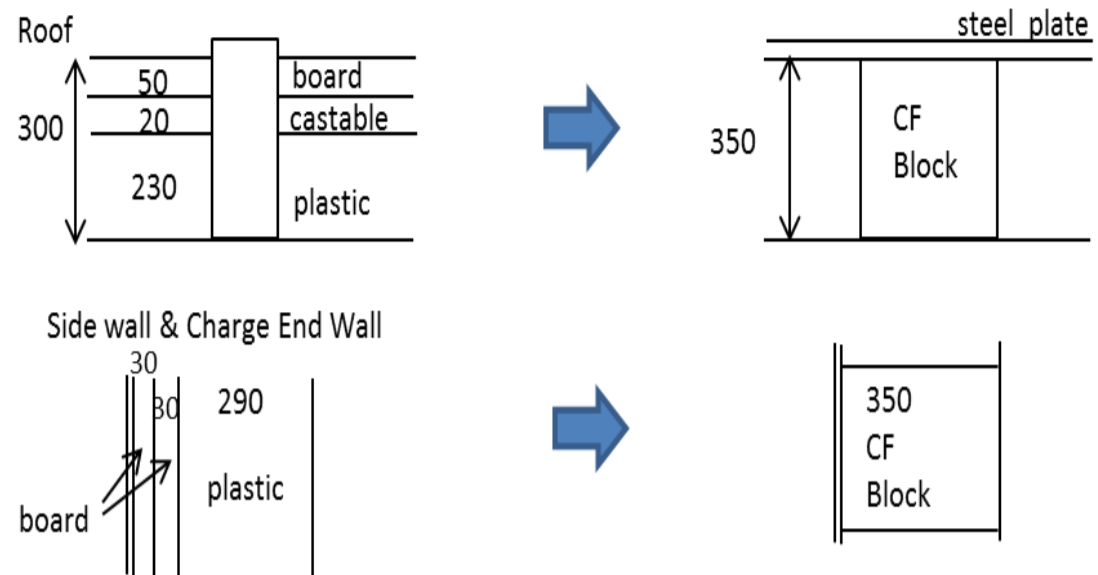 Roof
steel plate
50
board
300
20
castable
230
plastic
350
CF
Block
Side wall & Charge End Wall
30
30
290
plastic
board
350
CF
Block